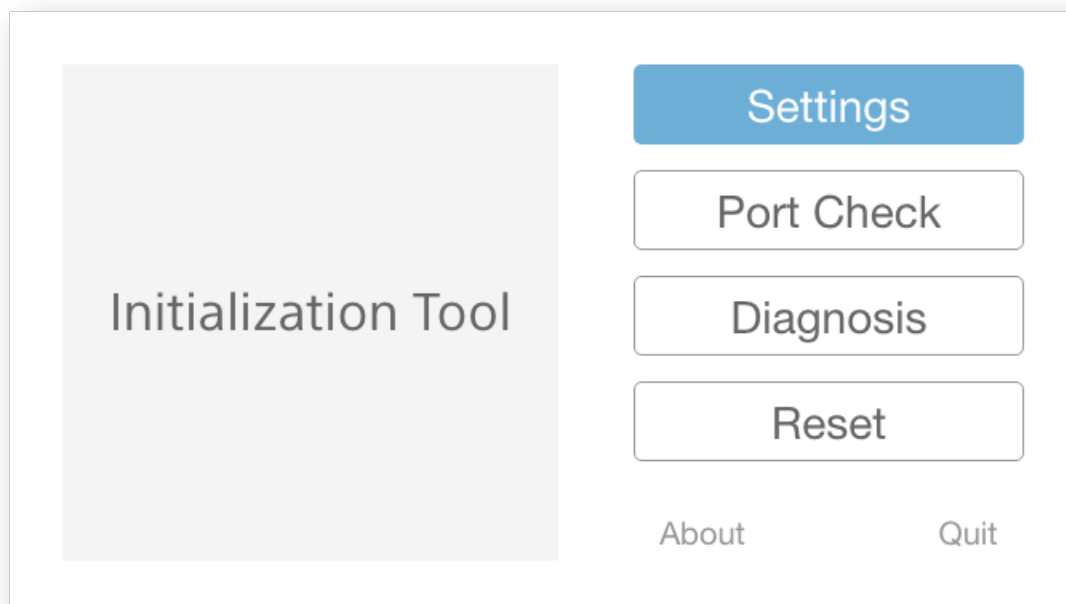 Initialization Tool
Settings
Port Check
Diagnosis
Reset
About
Quit